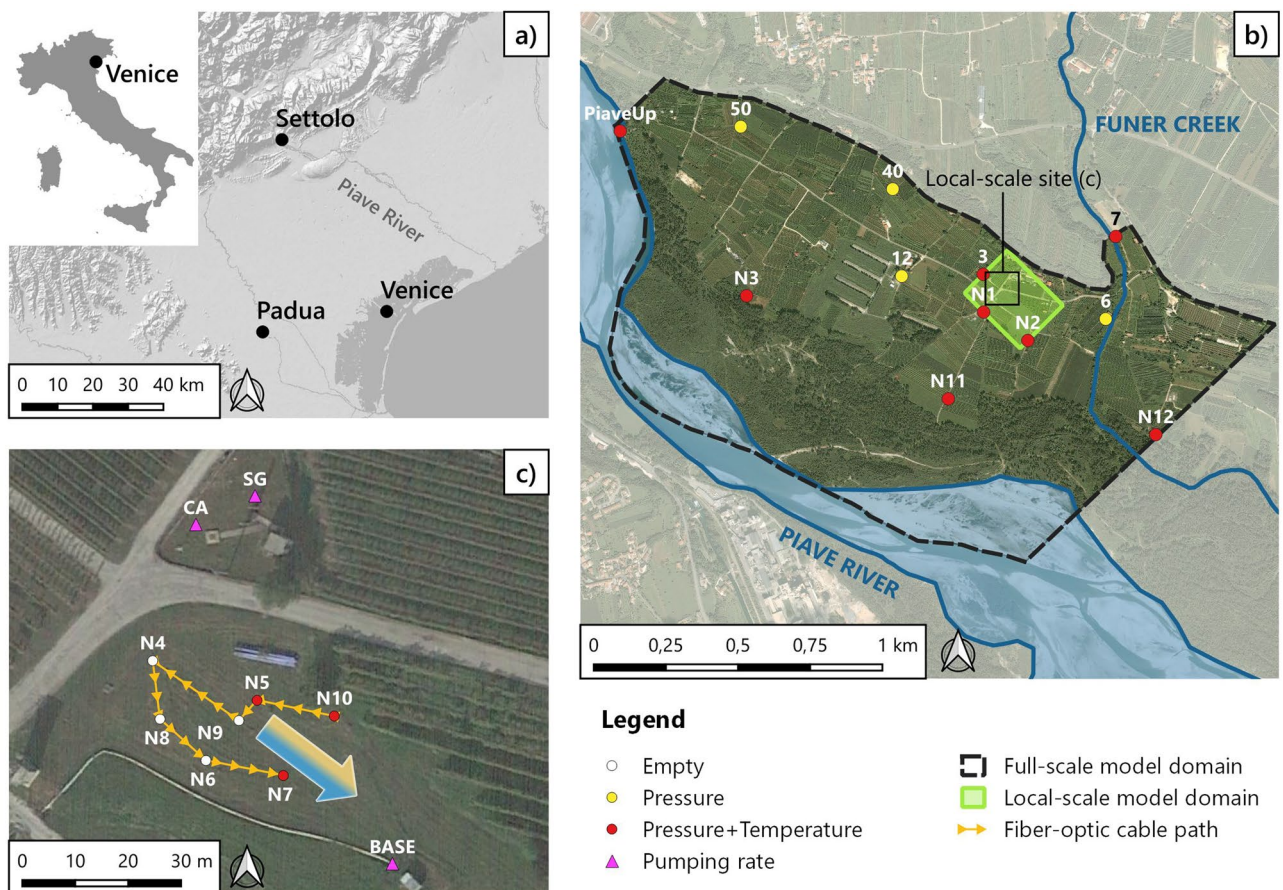 a)
Venice
Settolo
Piave River
Venice
Padua
0 10 20 30 40 km
b)
PiaveUp
50
FUNER CREEK
40
Local-scale site (c)
7
3
12
N3
N1
6
N2
N11
N12
PIAVE RIVER
0 0,25 0,5 0,75 1 km
c)
SG
CA
N4
N5
N10
N8
N9
N6
N7
BASE
0 10 20 30 m
Legend
Empty
Pressure
Pressure+Temperature
Pumping rate
Full-scale model domain
Local-scale model domain
Fiber-optic cable path